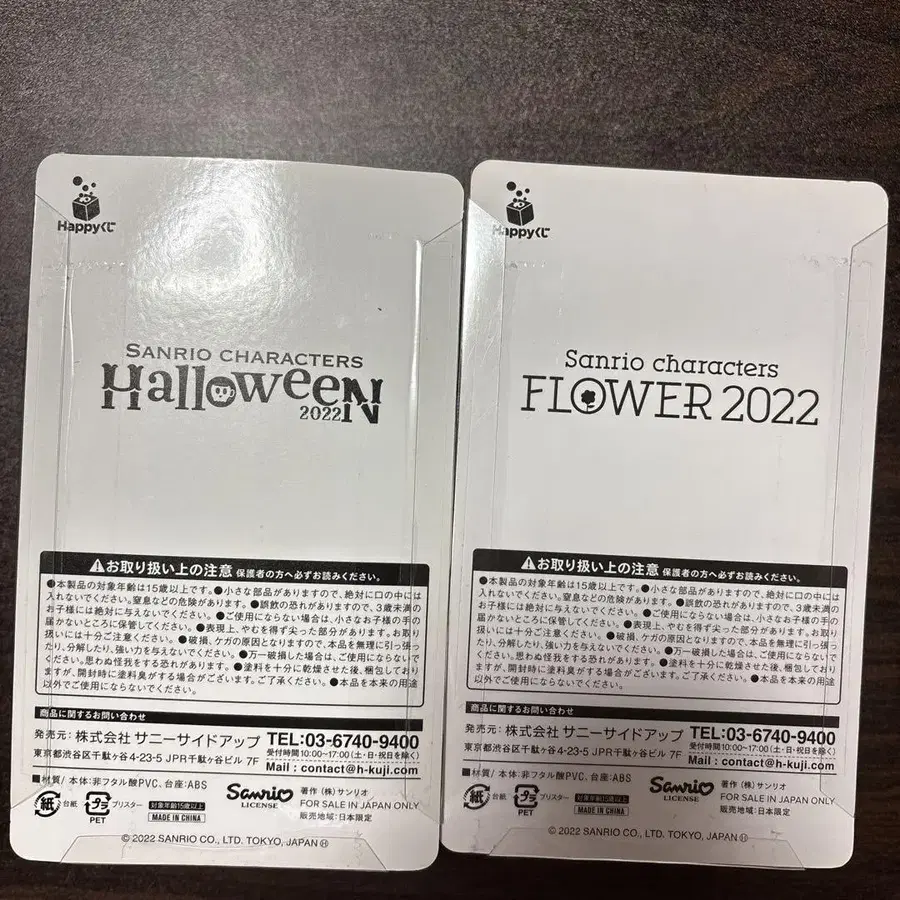 Happyくじ
SANRIO CHARACTERS
Halloween
2022
⚠お取り扱い上の注意 保護者の方へ必ずお読みください。
●本製品の対象年齢は15歳以上です。●小さな部品がありますので、絶対に口の中には
入れないでください。窒息などの危険があります。●誤飲の恐れがありますので、3歳未満の
お子様には絶対に与えないでください。●ご使用にならない場合は、小さなお子様の手の
届かないところに保管してください。●表現上、やむを得ず尖った部分があります。お取り
扱いには十分ご注意ください。●破損、ケガの原因となりますので、本品を無理に引っ張っ
たり、分解したり、強い力を与えないでください。●万一破損した場合は、ご使用にならないで
ください。思わぬ怪我をする恐れがあります。●塗料を十分に乾燥させた後、梱包しており
ますが、開封時に塗料臭がする場合がございます。ご了承ください。●本品を本来の用途
以外でご使用にならないでください。
商品に関するお問い合わせ
発売元: 株式会社 サニーサイドアップ TEL:03-6740-9400
東京都渋谷区千駄ヶ谷4-23-5 JPR千駄ヶ谷ビル 7F 受付時間10:00~17:00(土・日・祝日を除く)
Mail : contact@h-kuji.com
■材質/ 本体:非フタル酸PVC. 台座:ABS
紙 台紙 プラ ブリスター PET
対象年齢15歳以上
MADE IN CHINA
Sanrio
LICENSE
著作 (株) サンリオ
FOR SALE IN JAPAN ONLY
販売地域:日本限定
© 2022 SANRIO CO., LTD. TOKYO, JAPAN Ⓗ
Happyくじ
Sanrio characters
FLOWER 2022
⚠お取り扱い上の注意 保護者の方へ必ずお読みください。
●本製品の対象年齢は15歳以上です。●小さな部品がありますので、絶対に口の中には
入れないでください。窒息などの危険があります。●誤飲の恐れがありますので、3歳未満の
お子様には絶対に与えないでください。●ご使用にならない場合は、小さなお子様の手の
届かないところに保管してください。●表現上、やむを得ず尖った部分があります。お取り
扱いには十分ご注意ください。●破損、ケガの原因となりますので、本品を無理に引っ張っ
たり、分解したり、強い力を与えないでください。●万一破損した場合は、ご使用にならないで
ください。思わぬ怪我をする恐れがあります。●塗料を十分に乾燥させた後、梱包しており
ますが、開封時に塗料臭がする場合がございます。ご了承ください。●本品を本来の用途
以外でご使用にならないでください。
商品に関するお問い合わせ
発売元: 株式会社 サニーサイドアップ TEL:03-6740-9400
東京都渋谷区千駄ヶ谷4-23-5 JPR千駄ヶ谷ビル 7F 受付時間10:00~17:00(土・日・祝日を除く)
Mail : contact@h-kuji.com
■材質/ 本体:非フタル酸PVC. 台座:ABS
紙 台紙 プラ ブリスター PET
対象年齢15歳以上
MADE IN CHINA
Sanrio
LICENSE
著作 (株) サンリオ
FOR SALE IN JAPAN ONLY
販売地域:日本限定
© 2022 SANRIO CO., LTD. TOKYO, JAPAN Ⓗ